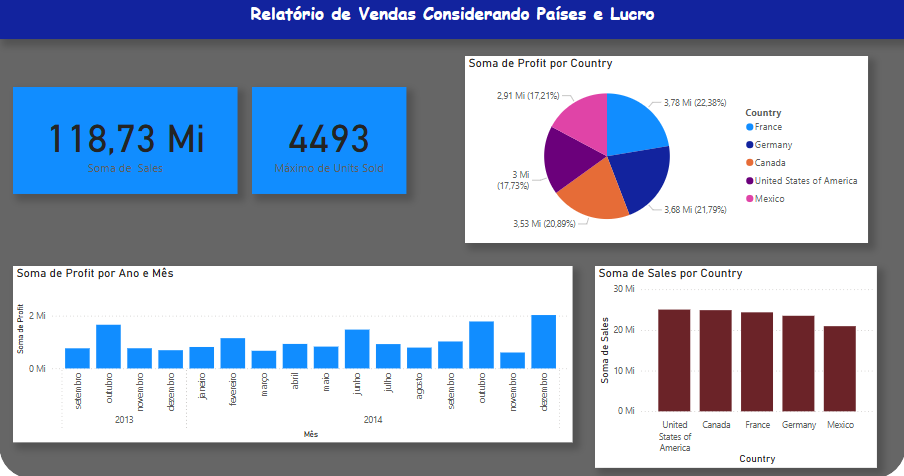 Relatório de Vendas Considerando Países e Lucro
118,73 Mi
Soma de Sales
4493
Máximo de Units Sold
Soma de Profit por Country
2,91 Mi (17,21%)
3,78 Mi (22,38%)
3 Mi
(17,73%)
3,53 Mi (20,89%)
3,68 Mi (21,79%)
Country
France
Germany
Canada
United States of America
Mexico
Soma de Profit por Ano e Mês
Soma de Profit
2 Mi
0 Mi
setembro
outubro
novembro
dezembro
janeiro
fevereiro
março
abril
maio
junho
julho
agosto
setembro
outubro
novembro
dezembro
2013
2014
Mês
Soma de Sales por Country
Soma de Sales
30 Mi
20 Mi
10 Mi
0 Mi
United
States of
America
Canada
France
Germany
Mexico
Country